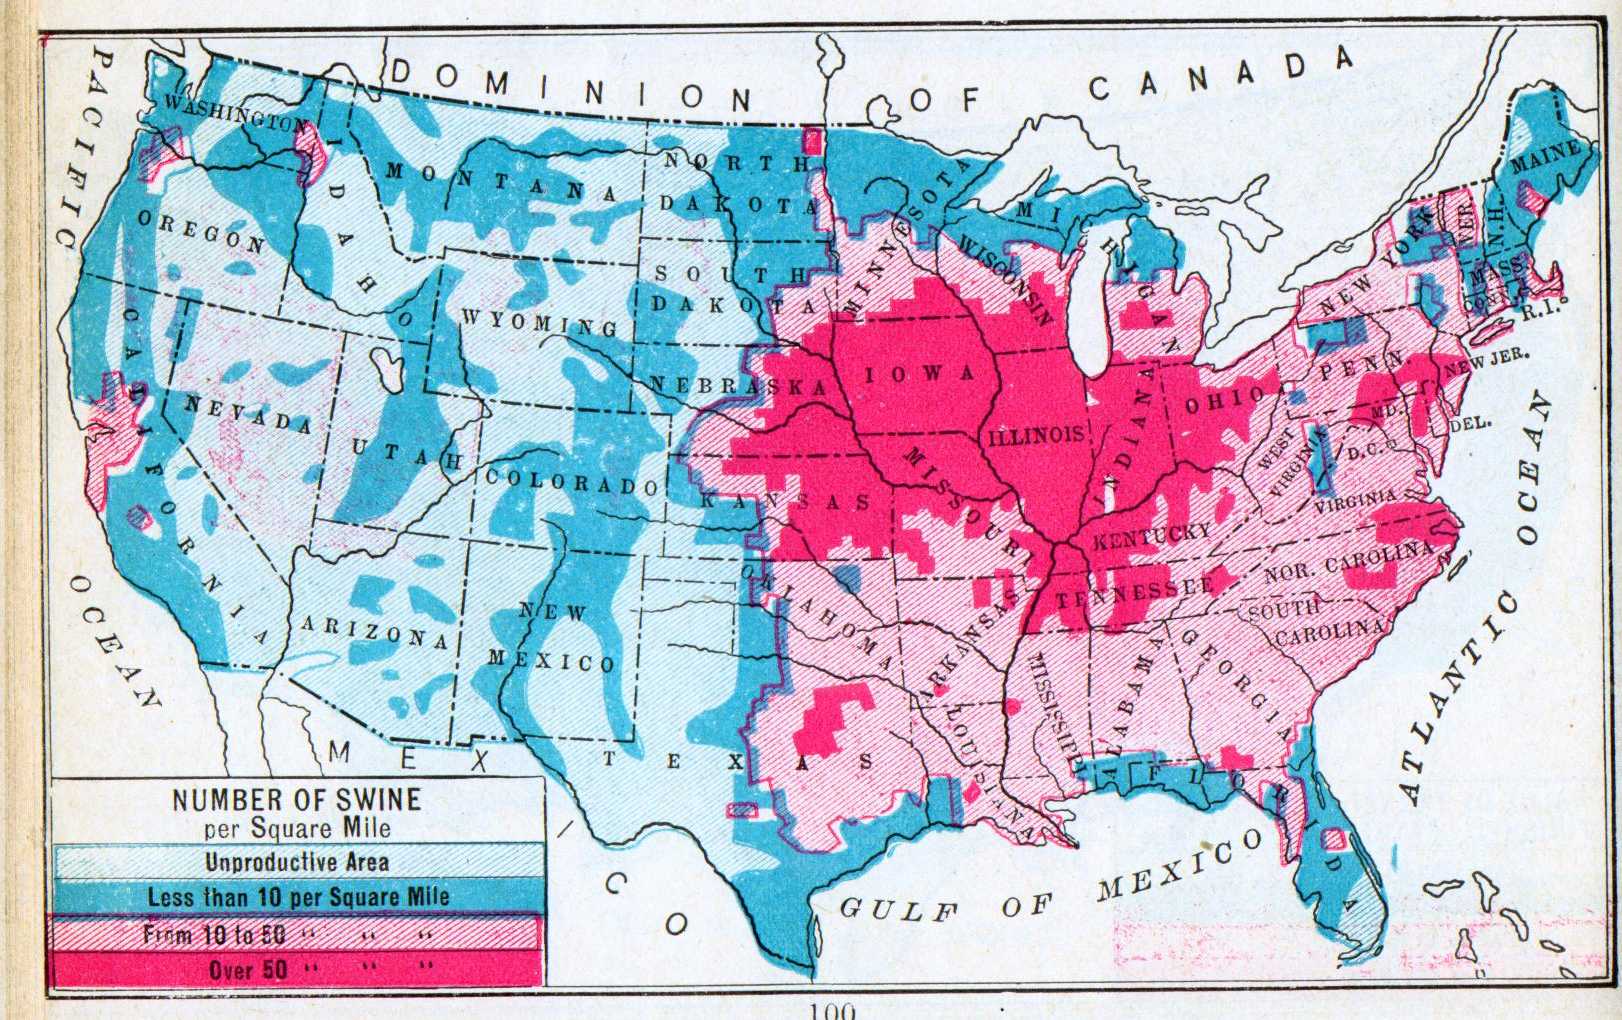 DOMINION OF CANADA
PACIFIC
OCEAN
WASHINGTON
OREGON
CALIFORNIA
IDAHO
NEVADA
MONTANA
WYOMING
UTAH
COLORADO
ARIZONA
NEW
MEXICO
NORTH
DAKOTA
SOUTH
DAKOTA
NEBRASKA
KANSAS
OKLAHOMA
TEXAS
MINNESOTA
IOWA
MISSOURI
ARKANSAS
LOUISIANA
WISCONSIN
ILLINOIS
MICHIGAN
INDIANA
OHIO
KENTUCKY
TENNESSEE
MISSISSIPPI
ALABAMA
GEORGIA
FLORIDA
SOUTH
CAROLINA
NOR. CAROLINA
VIRGINIA
WEST
VIRGINIA
D.C.
MD.
DEL.
PENN.
NEW JER.
NEW YORK
CONN.
R.I.
MASS.
VER.
N.H.
MAINE
ATLANTIC OCEAN
GULF OF MEXICO
MEXICO
NUMBER OF SWINE
per Square Mile
Unproductive Area
Less than 10 per Square Mile
From 10 to 50 " " "
Over 50 " " "
100